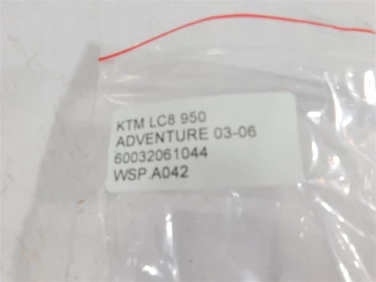 KTM LC8 950
ADVENTURE 03-06
60032061044
WSP.A042